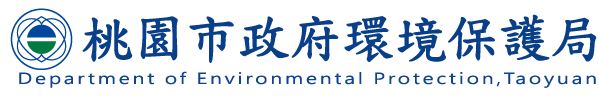 桃園市政府環境保護局
Department of Environmental Protection,Taoyuan